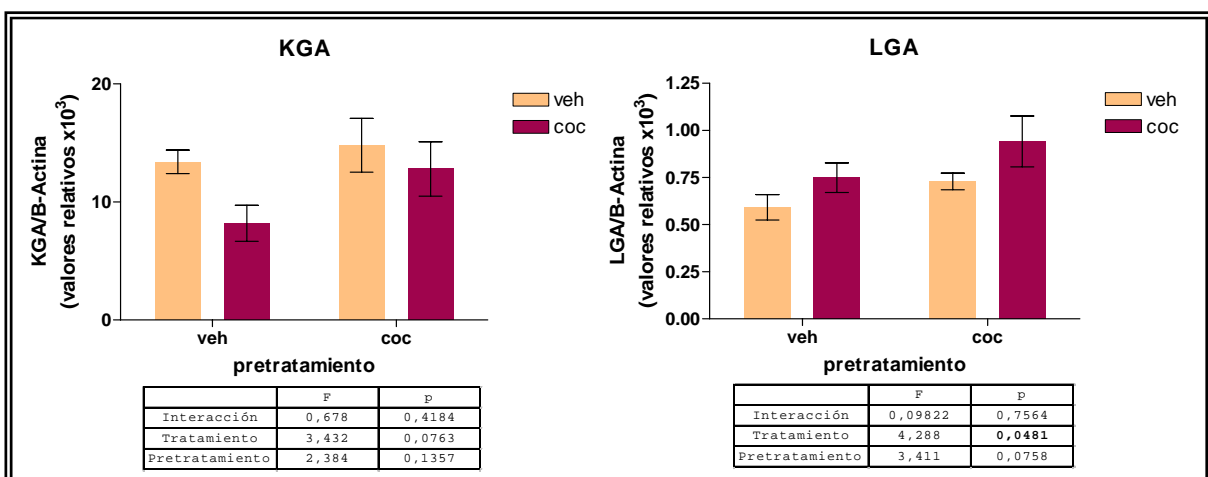 KGA
20
10
0
KGA/B-Actina
(valores relativos x10³)
veh
coc
veh coc
pretratamiento
F p
Interacción 0,678 0,4184
Tratamiento 3,432 0,0763
Pretratamiento 2,384 0,1357
LGA
1.25
1.00
0.75
0.50
0.25
0.00
LGA/B-Actina
(valores relativos x10³)
veh
coc
veh coc
pretratamiento
F p
Interacción 0,09822 0,7564
Tratamiento 4,288 0,0481
Pretratamiento 3,411 0,0758